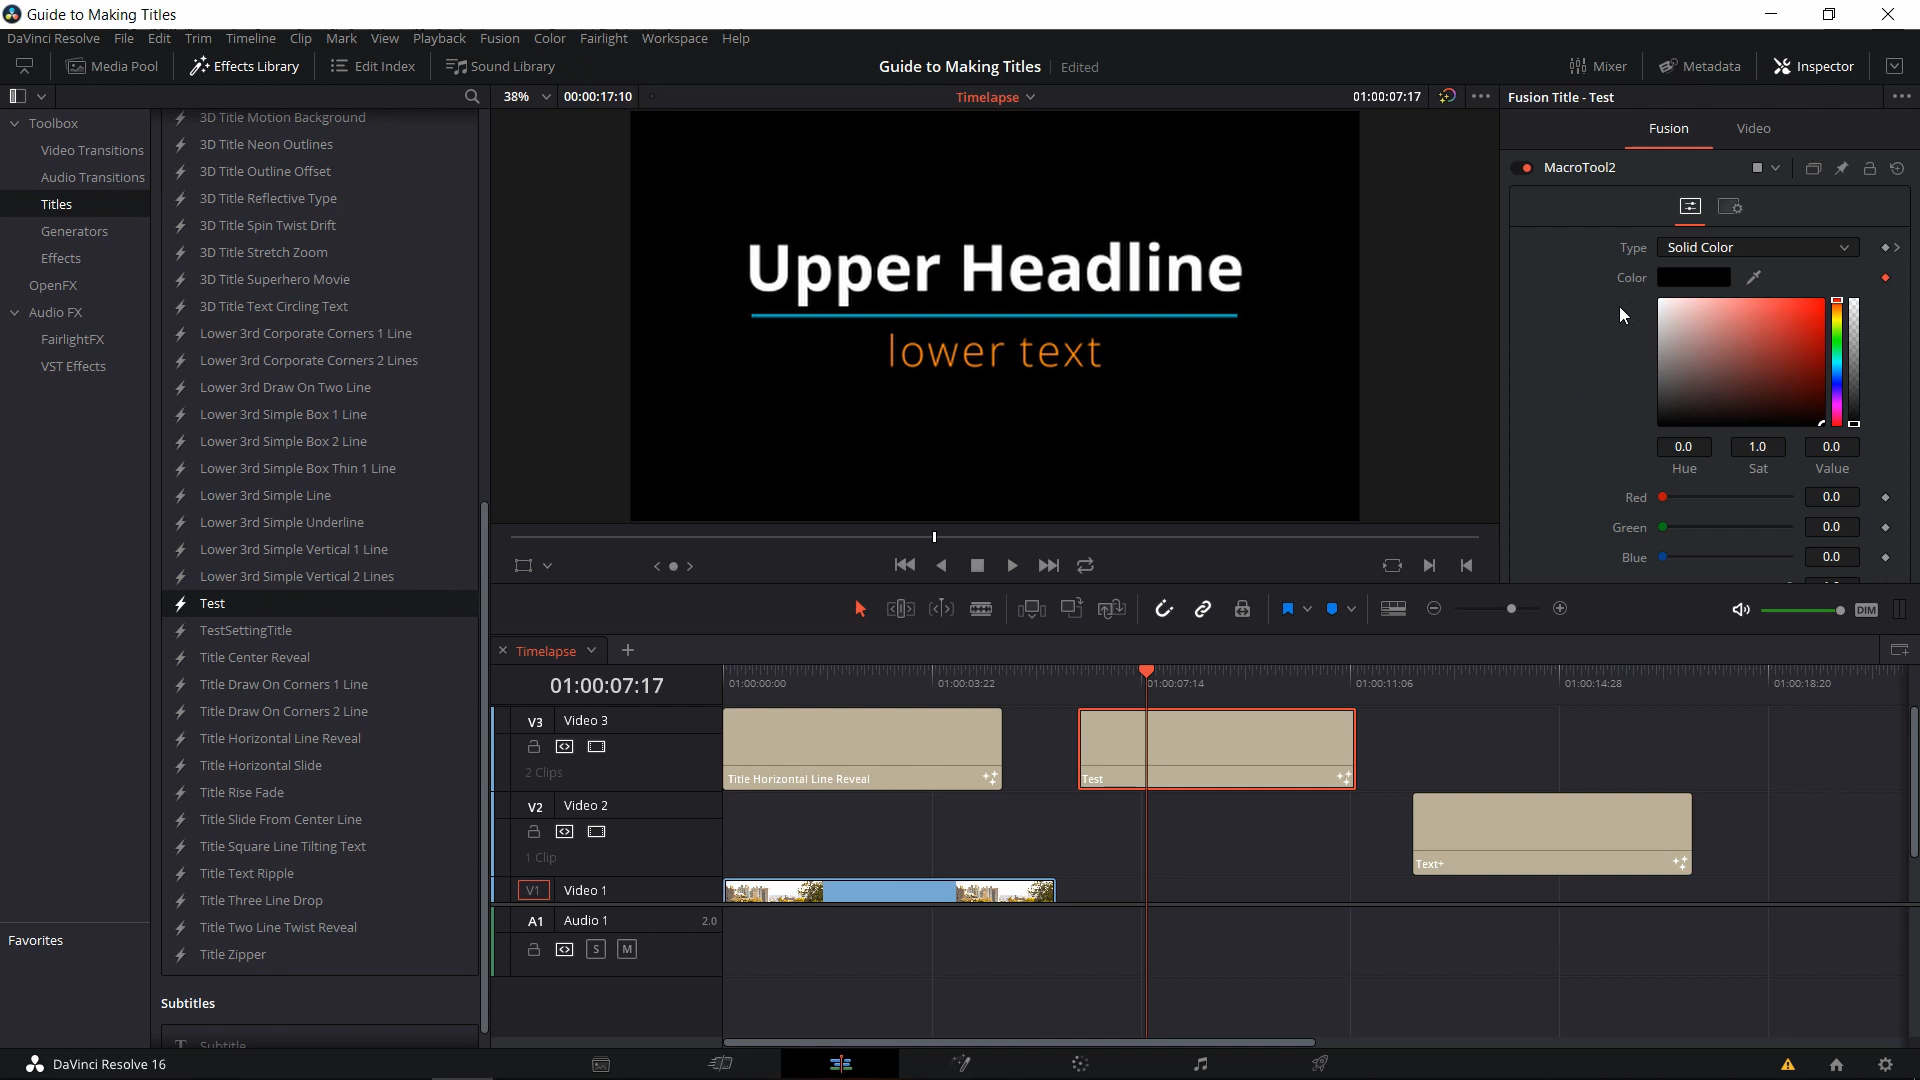 Guide to Making Titles
DaVinci Resolve File Edit Trim Timeline Clip Mark View Playback Fusion Color Fairlight Workspace Help
Media Pool Effects Library Edit Index Sound Library Guide to Making Titles Edited Mixer Metadata Inspector
38% 00:00:17:10 Timelapse 01:00:07:17 Fusion Title - Test
Toolbox
Video Transitions
Audio Transitions
Titles
Generators
Effects
OpenFX
Audio FX
FairlightFX
VST Effects
Favorites
3D Title Motion Background
3D Title Neon Outlines
3D Title Outline Offset
3D Title Reflective Type
3D Title Spin Twist Drift
3D Title Stretch Zoom
3D Title Superhero Movie
3D Title Text Circling Text
Lower 3rd Corporate Corners 1 Line
Lower 3rd Corporate Corners 2 Lines
Lower 3rd Draw On Two Line
Lower 3rd Simple Box 1 Line
Lower 3rd Simple Box 2 Line
Lower 3rd Simple Box Thin 1 Line
Lower 3rd Simple Line
Lower 3rd Simple Underline
Lower 3rd Simple Vertical 1 Line
Lower 3rd Simple Vertical 2 Lines
Test
TestSettingTitle
Title Center Reveal
Title Draw On Corners 1 Line
Title Draw On Corners 2 Line
Title Horizontal Line Reveal
Title Horizontal Slide
Title Rise Fade
Title Slide From Center Line
Title Square Line Tilting Text
Title Text Ripple
Title Three Line Drop
Title Two Line Twist Reveal
Title Zipper
Subtitles
Subtitle
Upper Headline
lower text
Fusion Video
MacroTool2
Type Solid Color
Color
0.0 1.0 0.0
Hue Sat Value
Red 0.0
Green 0.0
Blue 0.0
DIM
Timelapse
01:00:07:17 01:00:00:00 01:00:03:22 01:00:07:14 01:00:11:06 01:00:14:28 01:00:18:20
V3 Video 3
2 Clips
Title Horizontal Line Reveal
Test
V2 Video 2
1 Clip
Text+
V1 Video 1
A1 Audio 1 2.0
S M
DaVinci Resolve 16